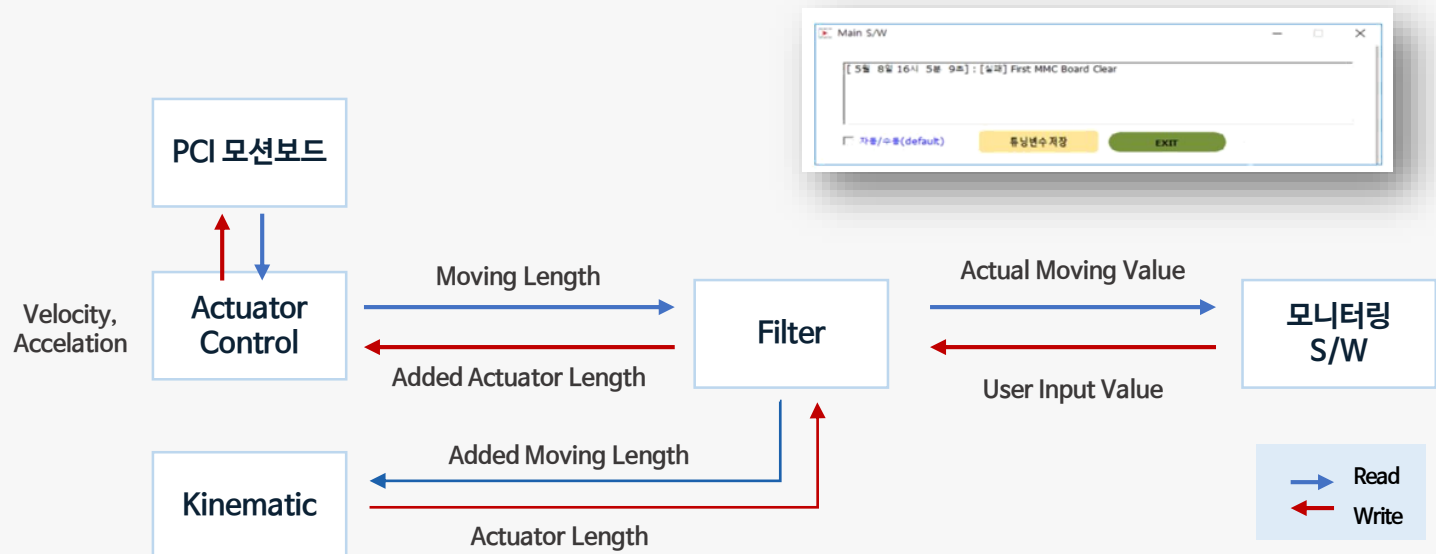 Main S/W
[ 5월 8일 16시 5분 9초] : [실패] First MMC Board Clear
자동/수동(default)
튜닝변수저장
EXIT
PCI 모션보드
Velocity,
Accelation
Actuator
Control
Moving Length
Added Actuator Length
Filter
Actual Moving Value
User Input Value
모니터링
S/W
Added Moving Length
Kinematic
Actuator Length
Read
Write